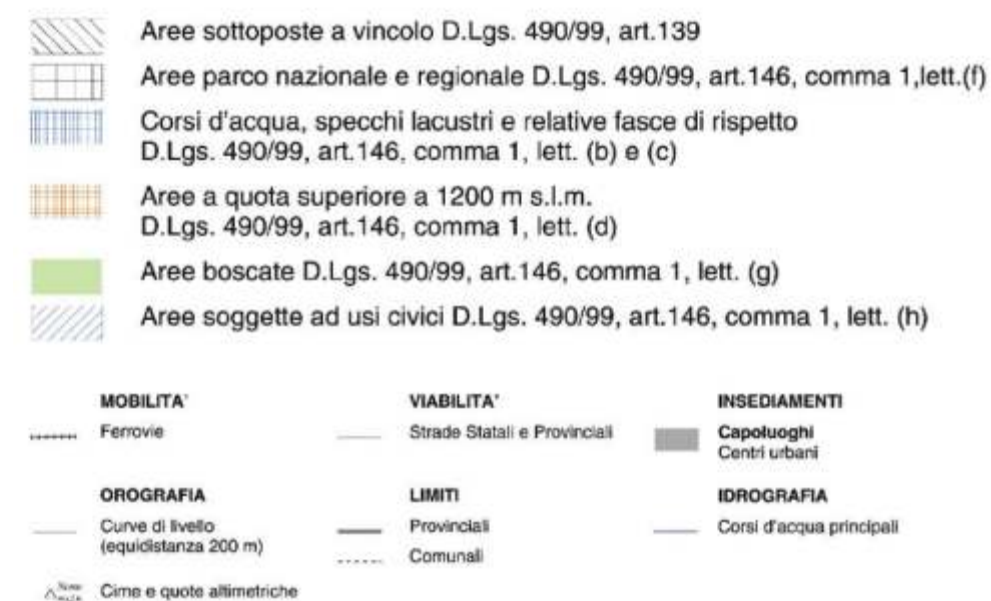 Aree sottoposte a vincolo D.Lgs. 490/99, art.139
Aree parco nazionale e regionale D.Lgs. 490/99, art.146, comma 1,lett.(f)
Corsi d'acqua, specchi lacustri e relative fasce di rispetto
D.Lgs. 490/99, art.146, comma 1, lett. (b) e (c)
Aree a quota superiore a 1200 m s.l.m.
D.Lgs. 490/99, art.146, comma 1, lett. (d)
Aree boscate D.Lgs. 490/99, art.146, comma 1, lett. (g)
Aree soggette ad usi civici D.Lgs. 490/99, art.146, comma 1, lett. (h)
MOBILITA'
Ferrovie
VIABILITA'
Strade Statali e Provinciali
INSEDIAMENTI
Capoluoghi
Centri urbani
OROGRAFIA
Curve di livello
(equidistanza 200 m)
Cime e quote altimetriche
LIMITI
Provinciali
Comunali
IDROGRAFIA
Corsi d'acqua principali